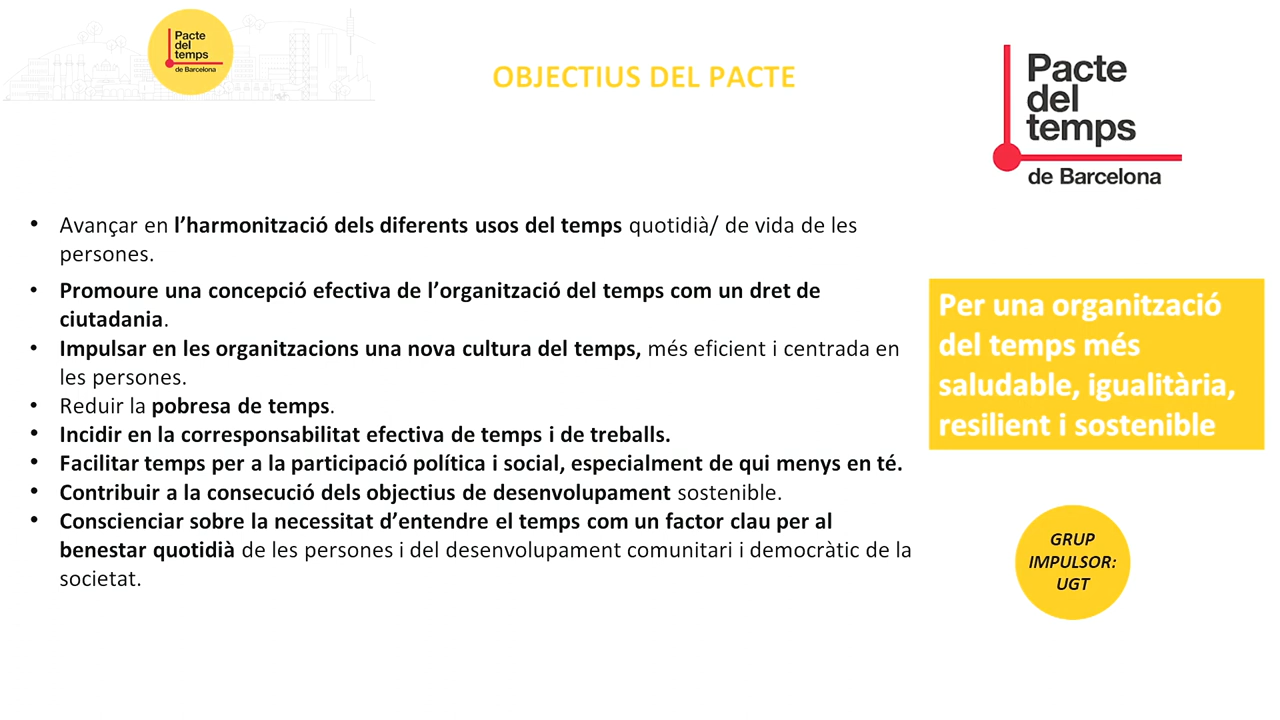 Pacte
del
temps
de Barcelona
OBJECTIUS DEL PACTE
Pacte
del
temps
de Barcelona
• Avançar en l’harmonització dels diferents usos del temps quotidià/ de vida de les
persones.
• Promoure una concepció efectiva de l’organització del temps com un dret de
ciutadania.
• Impulsar en les organitzacions una nova cultura del temps, més eficient i centrada en
les persones.
• Reduir la pobresa de temps.
• Incidir en la corresponsabilitat efectiva de temps i de treballs.
• Facilitar temps per a la participació política i social, especialment de qui menys en té.
• Contribuir a la consecució dels objectius de desenvolupament sostenible.
• Conscienciar sobre la necessitat d’entendre el temps com un factor clau per al
benestar quotidià de les persones i del desenvolupament comunitari i democràtic de la
societat.
Per una organització
del temps més
saludable, igualitària,
resilient i sostenible
GRUP
IMPULSOR:
UGT